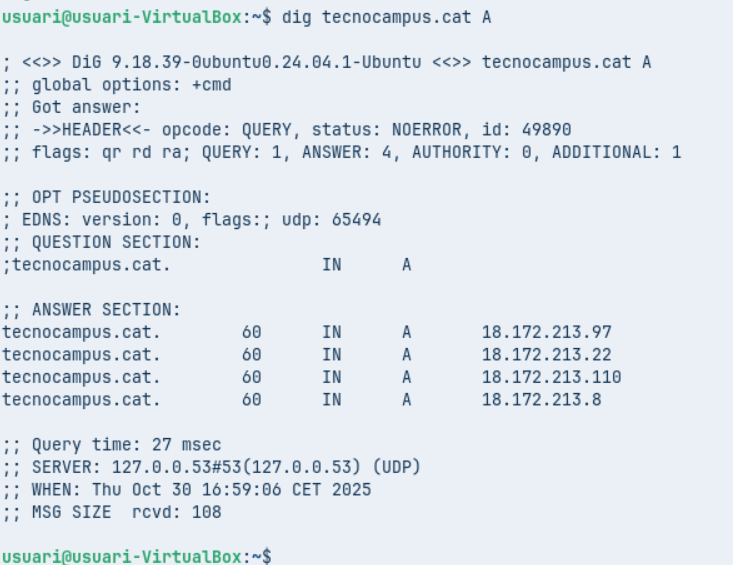 usuari@usuari-VirtualBox:~$ dig tecnocampus.cat A
; <<>> DiG 9.18.39-0ubuntu0.24.04.1-Ubuntu <<>> tecnocampus.cat A
;; global options: +cmd
;; Got answer:
;; ->>HEADER<<- opcode: QUERY, status: NOERROR, id: 49890
;; flags: qr rd ra; QUERY: 1, ANSWER: 4, AUTHORITY: 0, ADDITIONAL: 1
;; OPT PSEUDOSECTION:
; EDNS: version: 0, flags:; udp: 65494
;; QUESTION SECTION:
;tecnocampus.cat. IN A
;; ANSWER SECTION:
tecnocampus.cat. 60 IN A 18.172.213.97
tecnocampus.cat. 60 IN A 18.172.213.22
tecnocampus.cat. 60 IN A 18.172.213.110
tecnocampus.cat. 60 IN A 18.172.213.8
;; Query time: 27 msec
;; SERVER: 127.0.0.53#53(127.0.0.53) (UDP)
;; WHEN: Thu Oct 30 16:59:06 CET 2025
;; MSG SIZE rcvd: 108
usuari@usuari-VirtualBox:~$